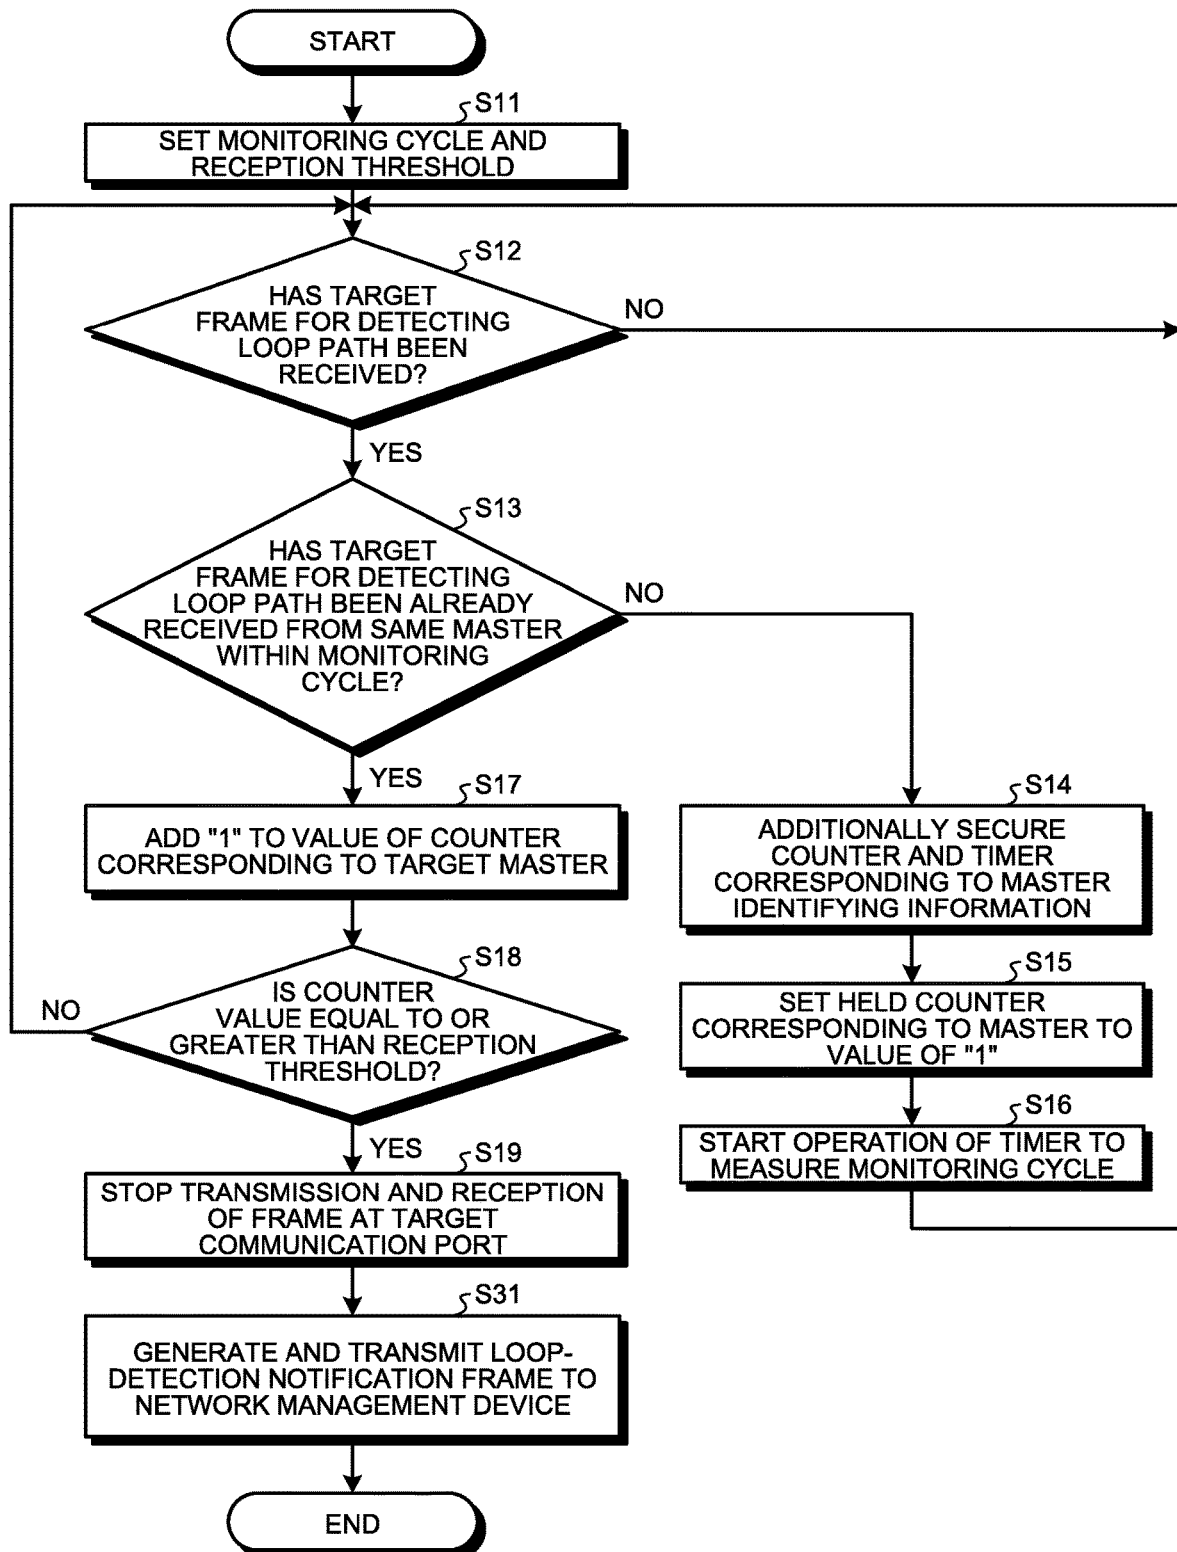 START
S11
SET MONITORING CYCLE AND
RECEPTION THRESHOLD
S12
HAS TARGET
FRAME FOR DETECTING
LOOP PATH BEEN
RECEIVED?
NO
YES
S13
HAS TARGET
FRAME FOR DETECTING
LOOP PATH BEEN ALREADY
RECEIVED FROM SAME MASTER
WITHIN MONITORING
CYCLE?
NO
YES
S17
ADD "1" TO VALUE OF COUNTER
CORRESPONDING TO TARGET MASTER
S14
ADDITIONALLY SECURE
COUNTER AND TIMER
CORRESPONDING TO MASTER
IDENTIFYING INFORMATION
S18
IS COUNTER
VALUE EQUAL TO OR
GREATER THAN RECEPTION
THRESHOLD?
NO
YES
S15
SET HELD COUNTER
CORRESPONDING TO MASTER TO
VALUE OF "1"
S16
START OPERATION OF TIMER TO
MEASURE MONITORING CYCLE
S19
STOP TRANSMISSION AND RECEPTION
OF FRAME AT TARGET
COMMUNICATION PORT
S31
GENERATE AND TRANSMIT LOOP-
DETECTION NOTIFICATION FRAME TO
NETWORK MANAGEMENT DEVICE
END